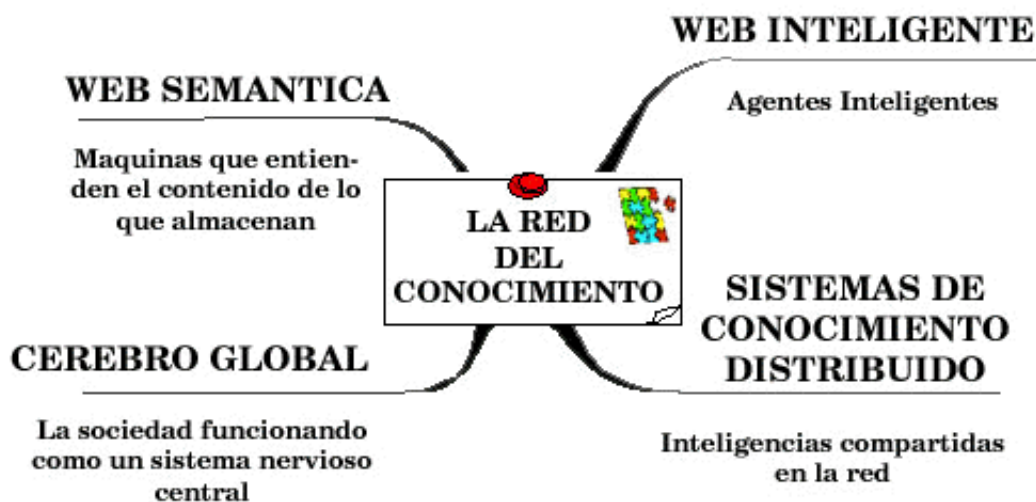 WEB INTELIGENTE
Agentes Inteligentes
WEB SEMANTICA
Maquinas que entien-
den el contenido de lo
que almacenan
LA RED
DEL
CONOCIMIENTO
SISTEMAS DE
CONOCIMIENTO
DISTRIBUIDO
Inteligencias compartidas
en la red
CEREBRO GLOBAL
La sociedad funcionando
como un sistema nervioso
central